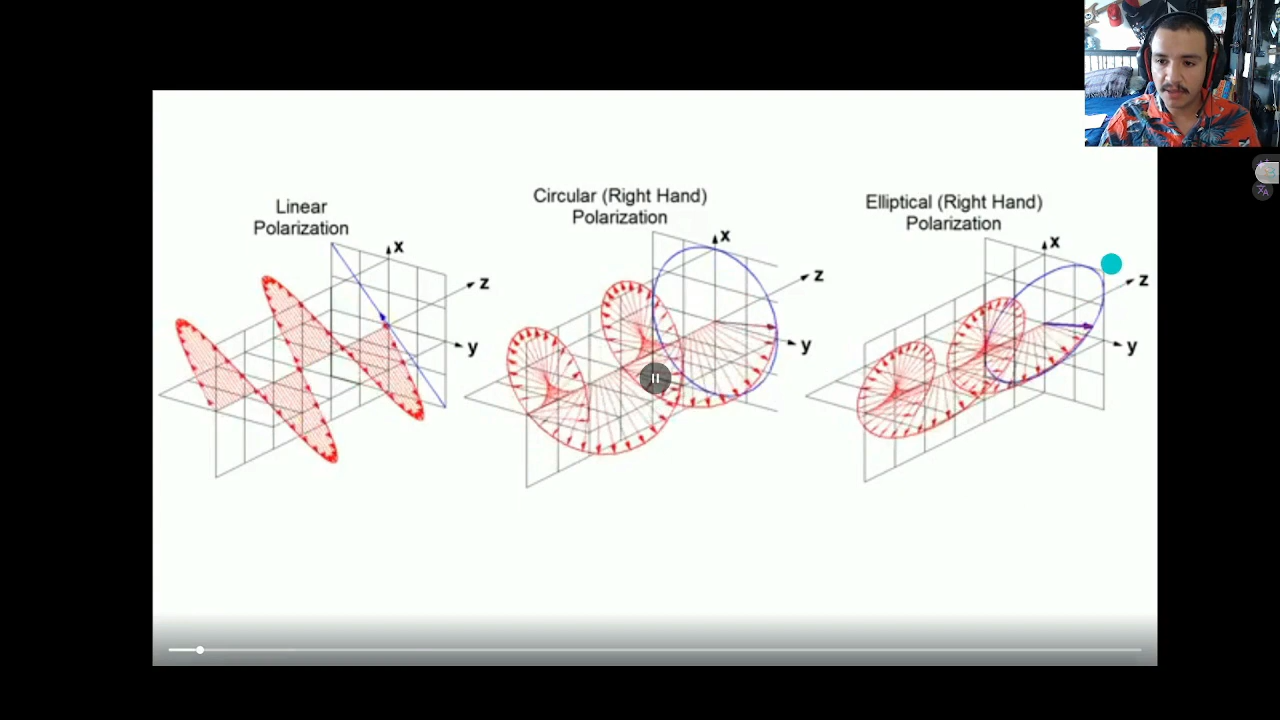 Linear
Polarization
x
z
y
Circular (Right Hand)
Polarization
x
z
y
Elliptical (Right Hand)
Polarization
x
z
y